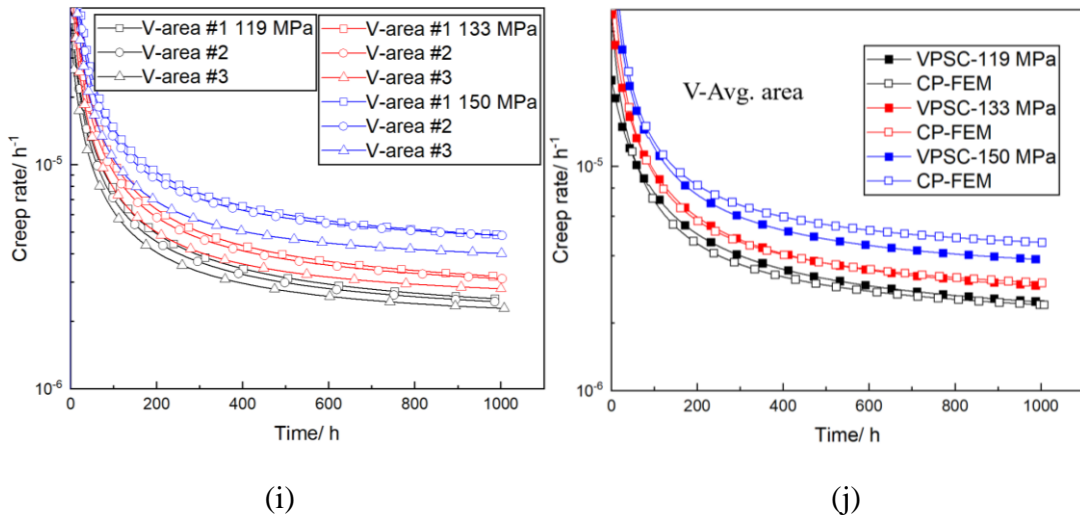 V-area #1 119 MPa
V-area #2
V-area #3
V-area #1 133 MPa
V-area #2
V-area #3
V-area #1 150 MPa
V-area #2
V-area #3
Creep rate/ h⁻¹
10⁻⁵
10⁻⁶
0 200 400 600 800 1000
Time/ h
(i)
V-Avg. area
VPSC-119 MPa
CP-FEM
VPSC-133 MPa
CP-FEM
VPSC-150 MPa
CP-FEM
Creep rate/ h⁻¹
10⁻⁵
10⁻⁶
0 200 400 600 800 1000
Time/ h
(j)